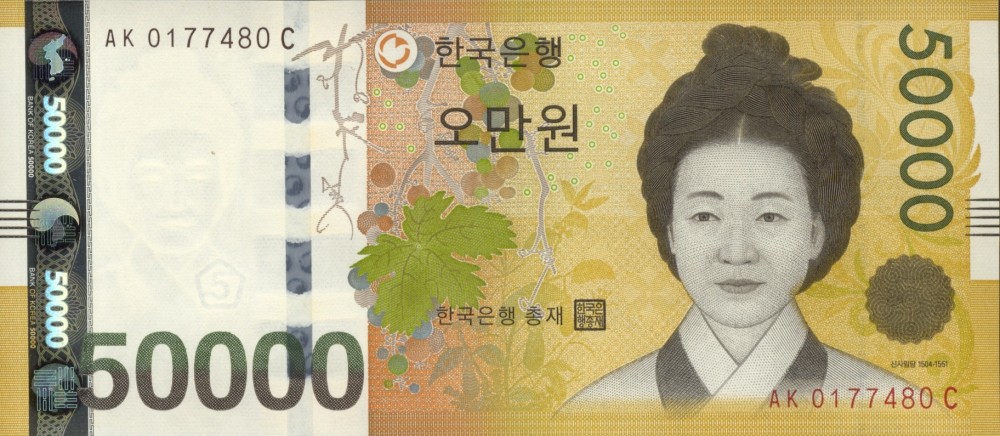 AK 0177480 C
한국은행
오만원
50000
50000
BANK OF KOREA 50000
50000
BANK OF KOREA 50000
5
한국은행 총재
한국은
행총재
신사임당 1504-1551
50000
AK 0177480 C